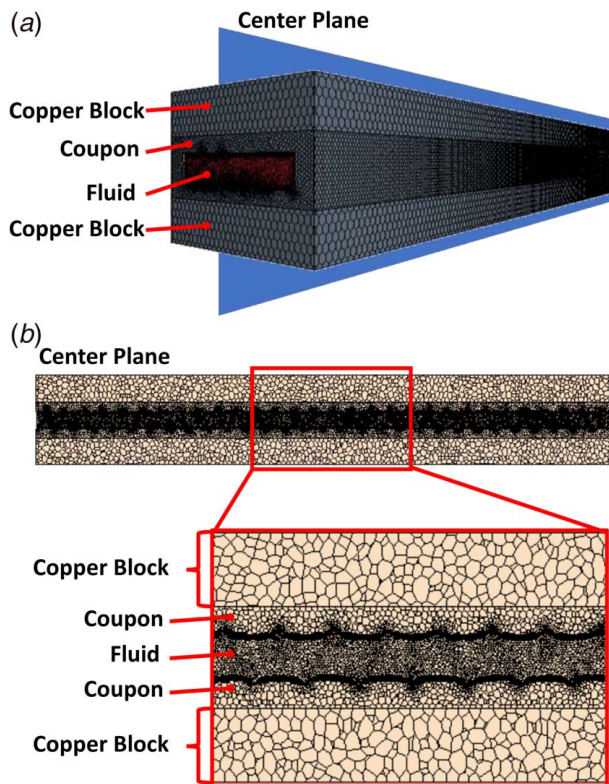 (a)
Center Plane
Copper Block
Coupon
Fluid
Copper Block
(b)
Center Plane
Copper Block
Coupon
Fluid
Coupon
Copper Block